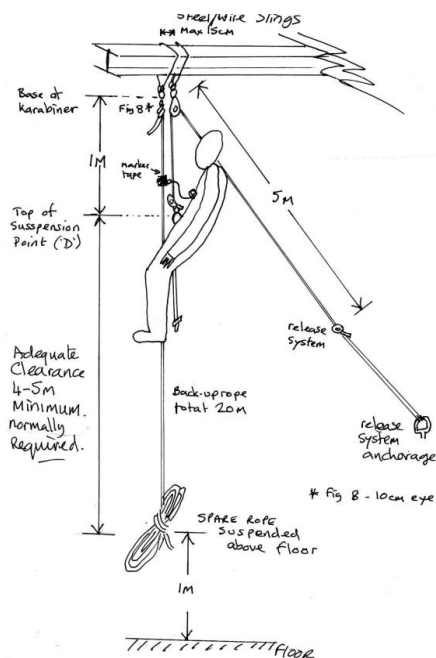 Steel/wire Slings
Max 15cm
Base of
Karabiner
Fig 8*
1M
marker
tape
Top of
Susspension
Point ('D')
5M
release
System
Adequate
Clearance
4-5M
Minimum.
normally
Required.
Back-up rope
total 20m
release
System
anchorage
* Fig 8 - 10cm eye
SPARE ROPE
Suspended
above floor
1M
FLOOR